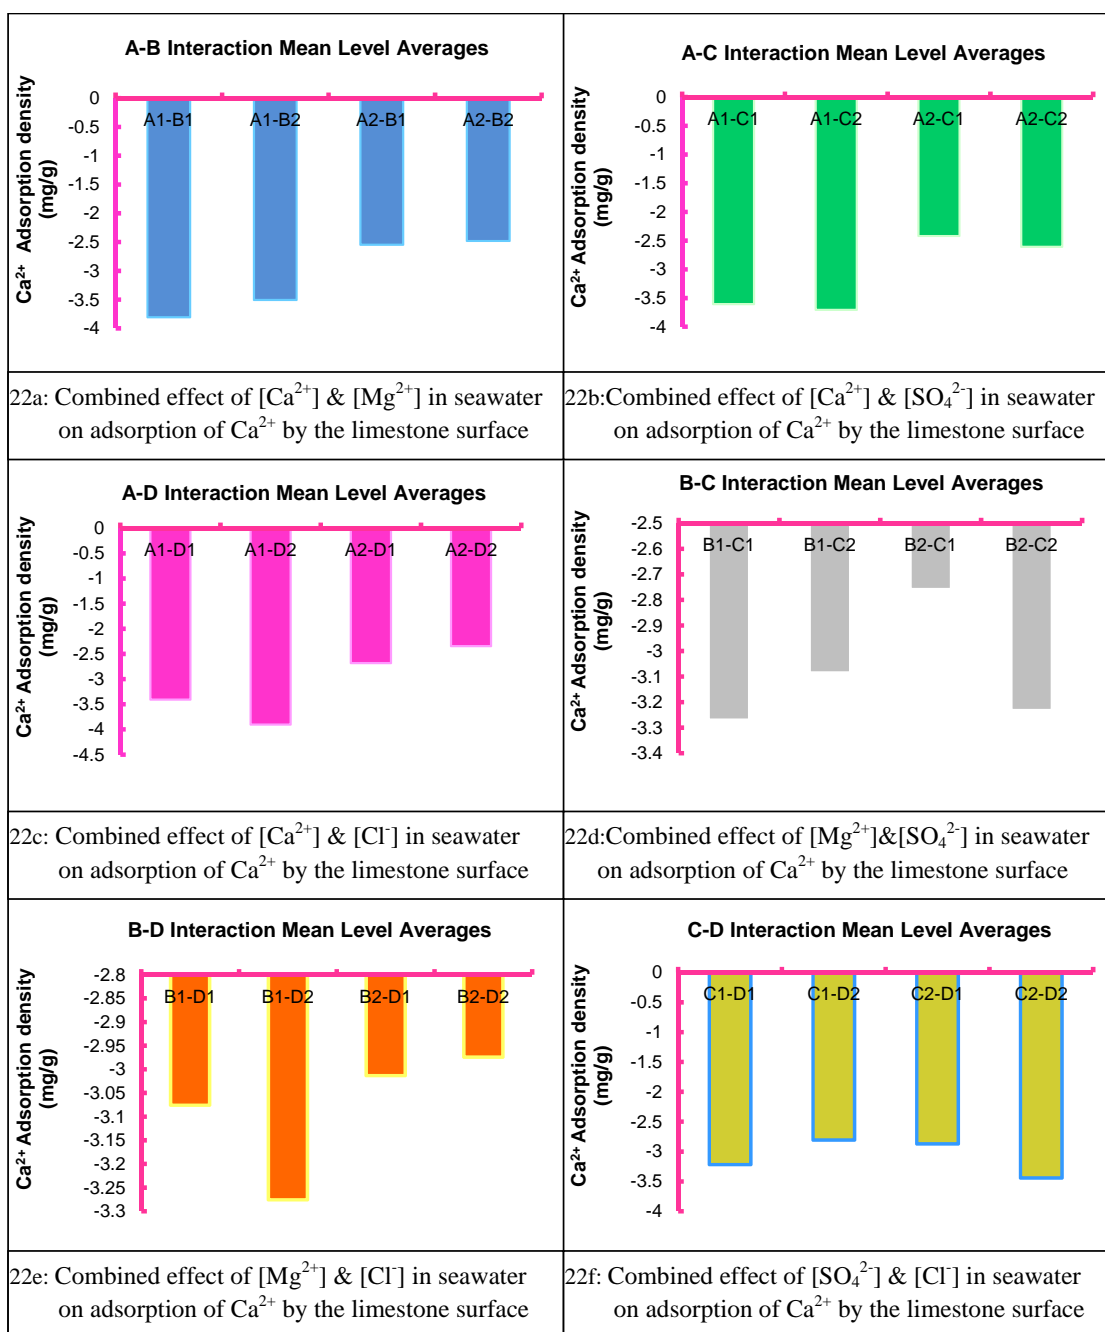 A-B Interaction Mean Level Averages
Ca²⁺ Adsorption density
(mg/g)
0
-0.5
-1
-1.5
-2
-2.5
-3
-3.5
-4
A1-B1 A1-B2 A2-B1 A2-B2
A-C Interaction Mean Level Averages
Ca²⁺ Adsorption density
(mg/g)
0
-0.5
-1
-1.5
-2
-2.5
-3
-3.5
-4
A1-C1 A1-C2 A2-C1 A2-C2
22a: Combined effect of [Ca²⁺] & [Mg²⁺] in seawater
on adsorption of Ca²⁺ by the limestone surface
22b:Combined effect of [Ca²⁺] & [SO₄²⁻] in seawater
on adsorption of Ca²⁺ by the limestone surface
A-D Interaction Mean Level Averages
Ca²⁺ Adsorption density
(mg/g)
0
-0.5
-1
-1.5
-2
-2.5
-3
-3.5
-4
-4.5
A1-D1 A1-D2 A2-D1 A2-D2
B-C Interaction Mean Level Averages
Ca²⁺ Adsorption density
(mg/g)
-2.5
-2.6
-2.7
-2.8
-2.9
-3
-3.1
-3.2
-3.3
-3.4
B1-C1 B1-C2 B2-C1 B2-C2
22c: Combined effect of [Ca²⁺] & [Cl⁻] in seawater
on adsorption of Ca²⁺ by the limestone surface
22d:Combined effect of [Mg²⁺]&[SO₄²⁻] in seawater
on adsorption of Ca²⁺ by the limestone surface
B-D Interaction Mean Level Averages
Ca²⁺ Adsorption density
(mg/g)
-2.8
-2.85
-2.9
-2.95
-3
-3.05
-3.1
-3.15
-3.2
-3.25
-3.3
B1-D1 B1-D2 B2-D1 B2-D2
C-D Interaction Mean Level Averages
Ca²⁺ Adsorption density
(mg/g)
0
-0.5
-1
-1.5
-2
-2.5
-3
-3.5
-4
C1-D1 C1-D2 C2-D1 C2-D2
22e: Combined effect of [Mg²⁺] & [Cl⁻] in seawater
on adsorption of Ca²⁺ by the limestone surface
22f: Combined effect of [SO₄²⁻] & [Cl⁻] in seawater
on adsorption of Ca²⁺ by the limestone surface